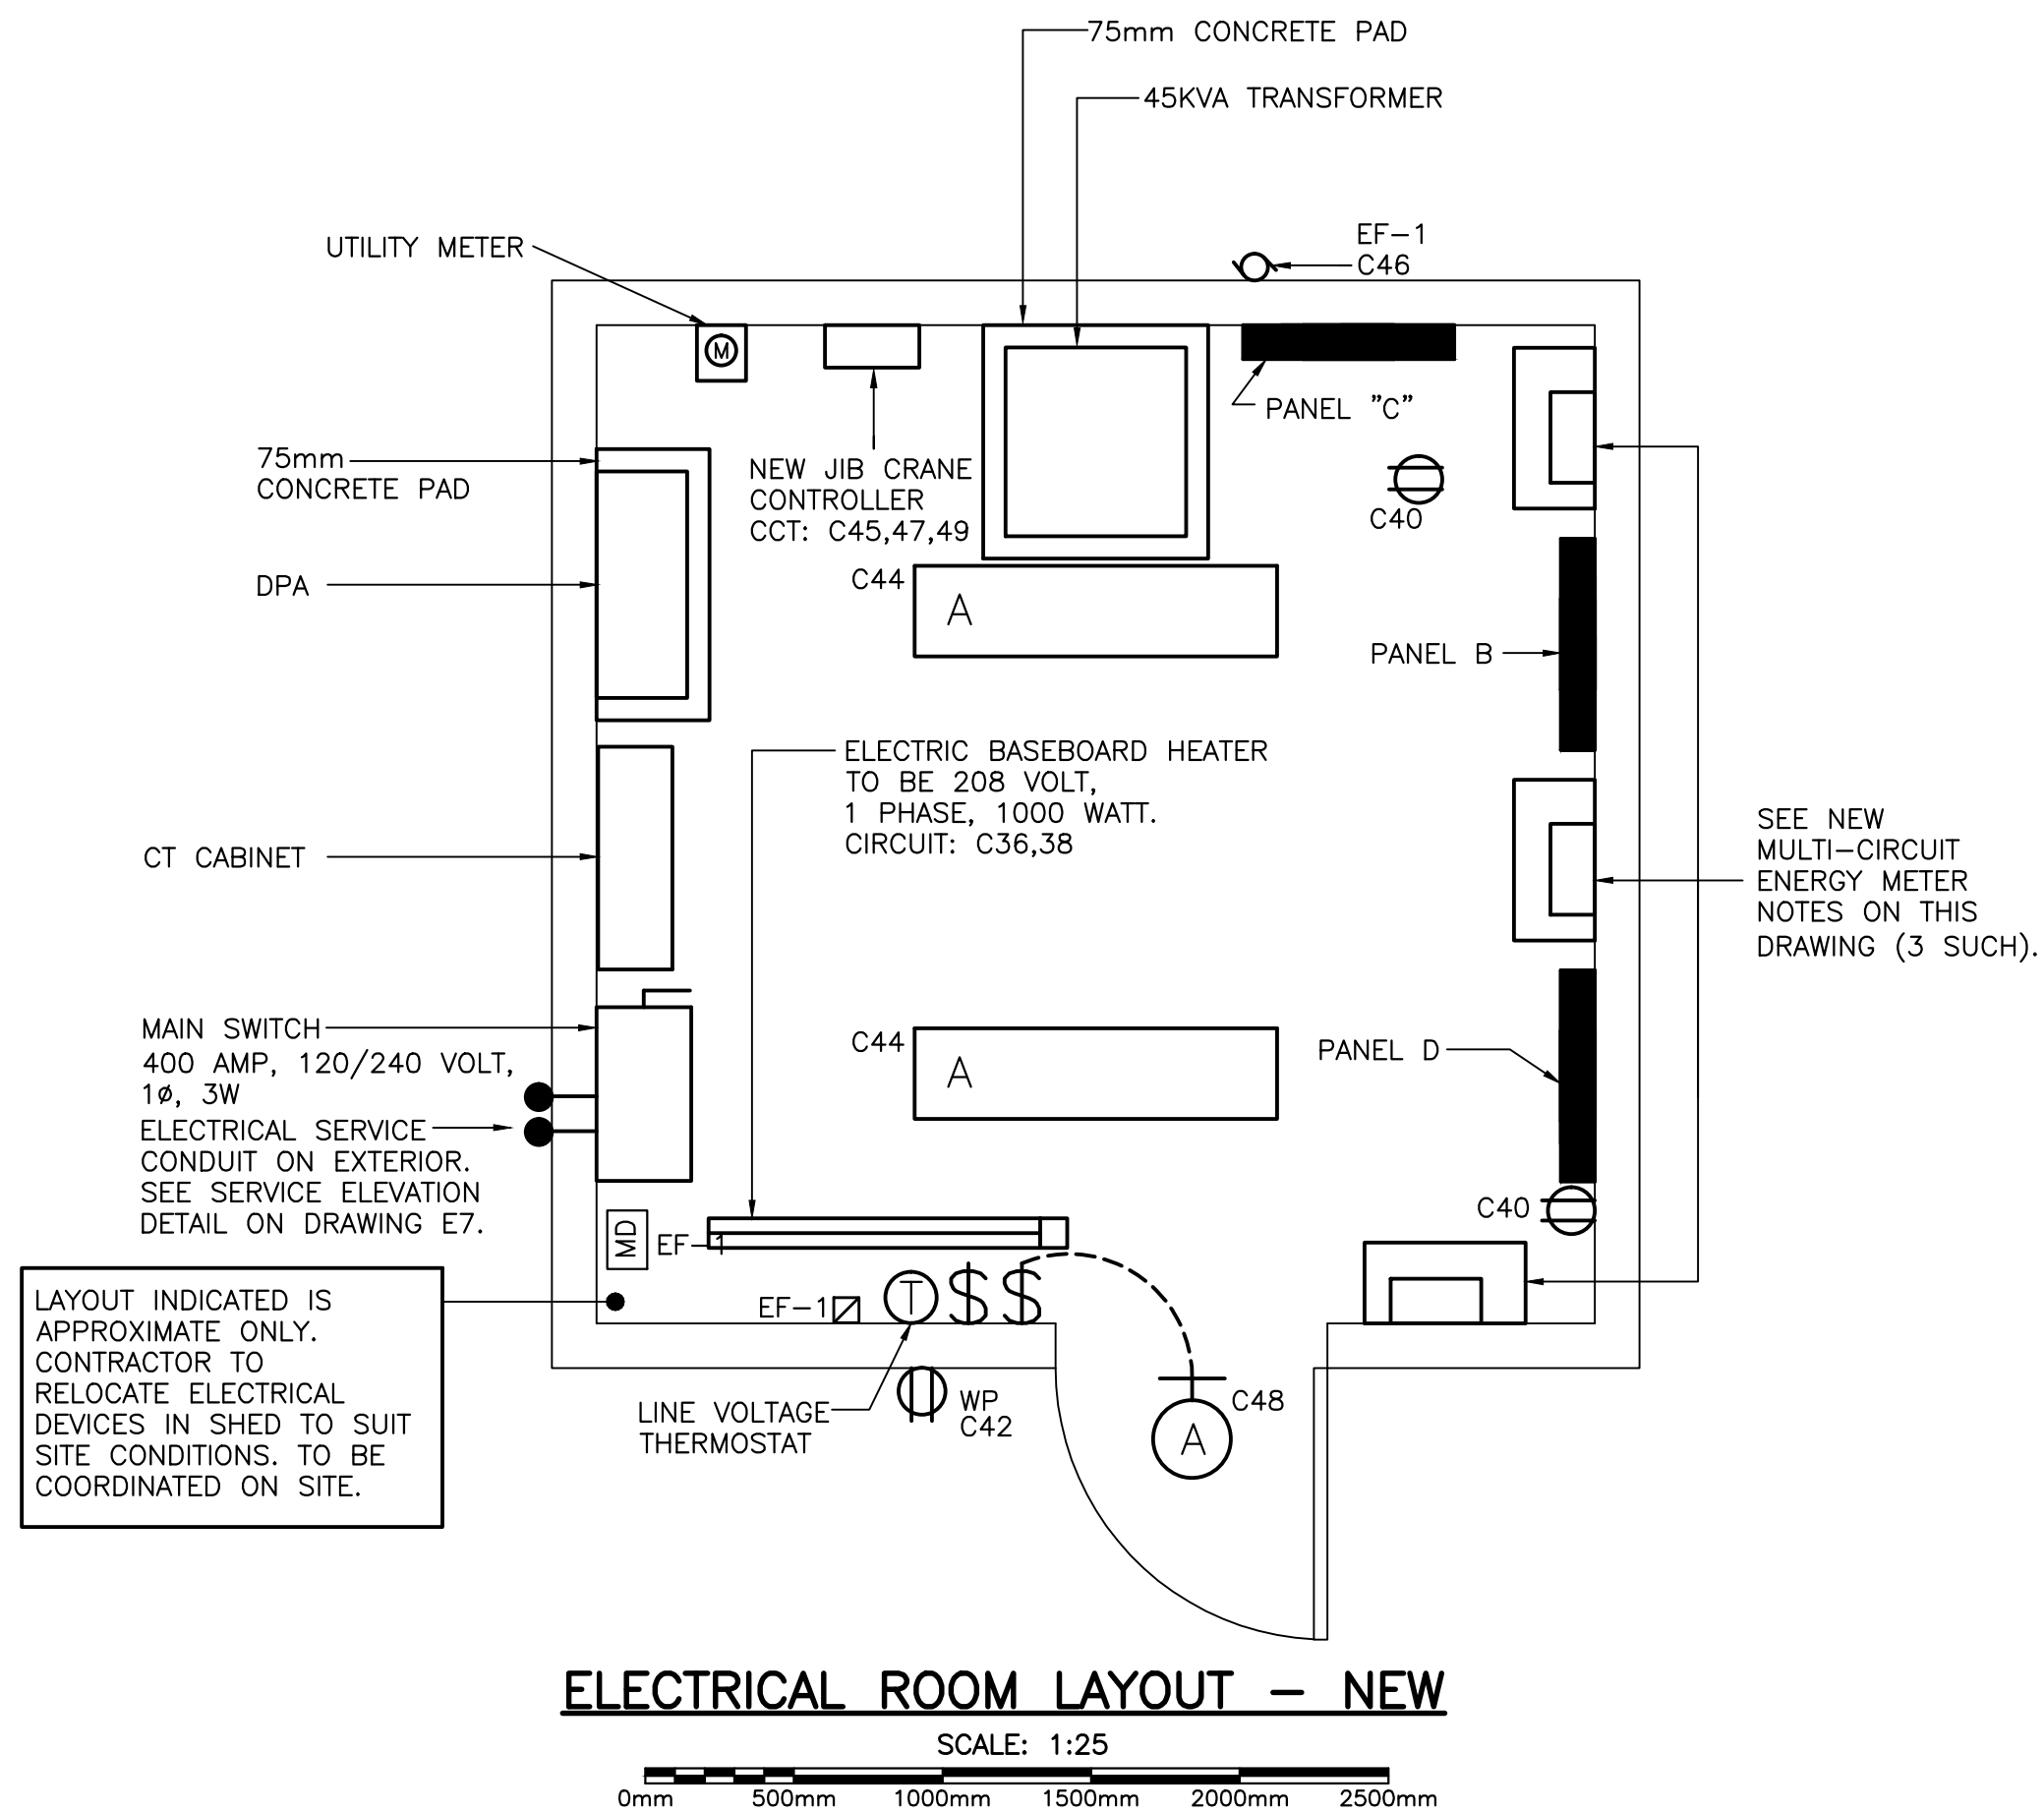 75mm CONCRETE PAD
45KVA TRANSFORMER
UTILITY METER
EF-1
C46
M
75mm
CONCRETE PAD
NEW JIB CRANE
CONTROLLER
CCT: C45,47,49
PANEL "C"
C40
DPA
C44
A
PANEL B
ELECTRIC BASEBOARD HEATER
TO BE 208 VOLT,
1 PHASE, 1000 WATT.
CIRCUIT: C36,38
CT CABINET
SEE NEW
MULTI-CIRCUIT
ENERGY METER
NOTES ON THIS
DRAWING (3 SUCH).
MAIN SWITCH
400 AMP, 120/240 VOLT,
1ø, 3W
ELECTRICAL SERVICE
CONDUIT ON EXTERIOR.
SEE SERVICE ELEVATION
DETAIL ON DRAWING E7.
C44
A
PANEL D
C40
MD
EF-1
LAYOUT INDICATED IS
APPROXIMATE ONLY.
CONTRACTOR TO
RELOCATE ELECTRICAL
DEVICES IN SHED TO SUIT
SITE CONDITIONS. TO BE
COORDINATED ON SITE.
EF-1
T
$ $
LINE VOLTAGE
THERMOSTAT
WP
C42
C48
A
ELECTRICAL ROOM LAYOUT - NEW
SCALE: 1:25
0mm 500mm 1000mm 1500mm 2000mm 2500mm